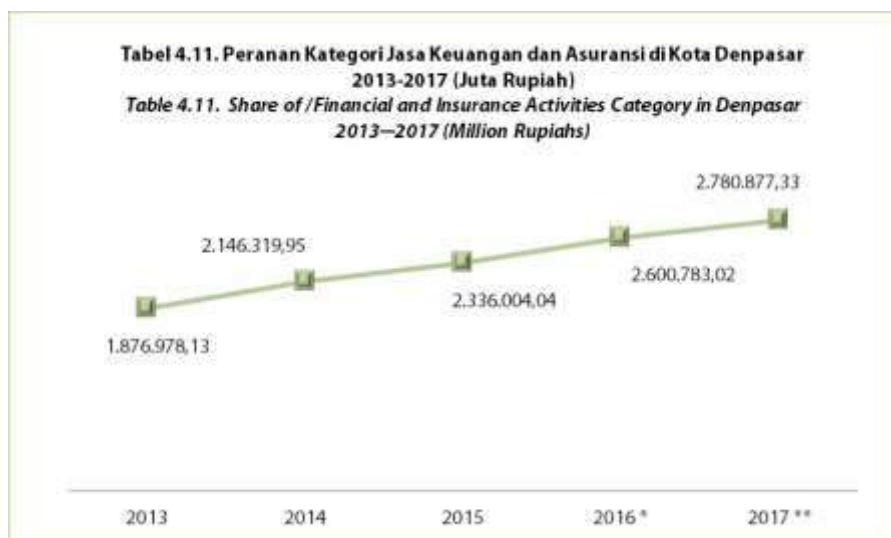 Tabel 4.11. Peranan Kategori Jasa Keuangan dan Asuransi di Kota Denpasar
2013-2017 (Juta Rupiah)
Table 4.11. Share of /Financial and Insurance Activities Category in Denpasar
2013—2017 (Million Rupiahs)
2.780.877,33
2.146.319,95
2.600.783,02
2.336.004,04
1.876.978,13
2013 2014 2015 2016 * 2017 **